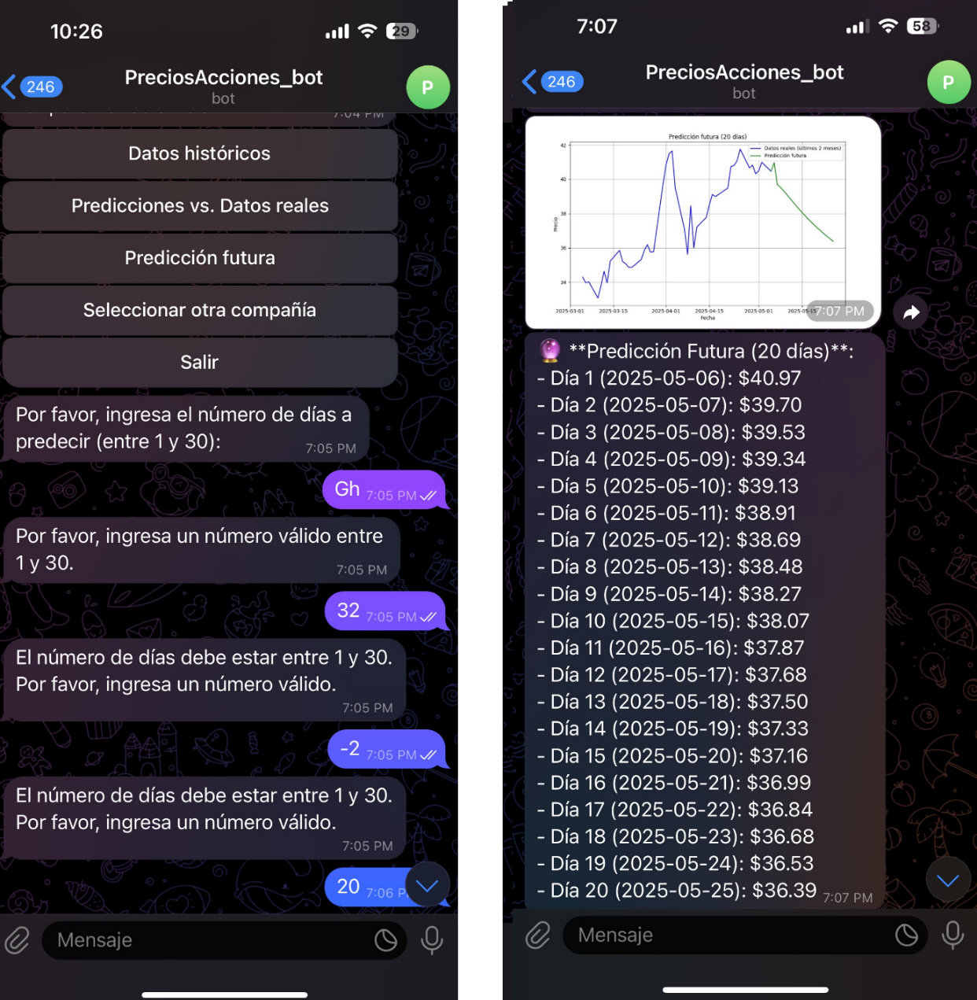 10:26
29
246
PreciosAcciones_bot
bot
P
7:04 PM
Datos históricos
Predicciones vs. Datos reales
Predicción futura
Seleccionar otra compañía
Salir
Por favor, ingresa el número de días a
predecir (entre 1 y 30):
7:05 PM
Gh 7:05 PM
Por favor, ingresa un número válido entre
1 y 30.
7:05 PM
32 7:05 PM
El número de días debe estar entre 1 y 30.
Por favor, ingresa un número válido.
7:05 PM
-2 7:05 PM
El número de días debe estar entre 1 y 30.
Por favor, ingresa un número válido.
7:05 PM
20 7:06 P
Mensaje
7:07
58
246
PreciosAcciones_bot
bot
P
Predicción futura (20 días)
Datos reales (últimos 2 meses)
Predicción futura
42
40
38
36
34
Precio
2025-03-01 2025-03-15 2025-04-01 2025-04-15 2025-05-01 2025-05-15
Fecha
7:07 PM
**Predicción Futura (20 días)**:
- Día 1 (2025-05-06): $40.97
- Día 2 (2025-05-07): $39.70
- Día 3 (2025-05-08): $39.53
- Día 4 (2025-05-09): $39.34
- Día 5 (2025-05-10): $39.13
- Día 6 (2025-05-11): $38.91
- Día 7 (2025-05-12): $38.69
- Día 8 (2025-05-13): $38.48
- Día 9 (2025-05-14): $38.27
- Día 10 (2025-05-15): $38.07
- Día 11 (2025-05-16): $37.87
- Día 12 (2025-05-17): $37.68
- Día 13 (2025-05-18): $37.50
- Día 14 (2025-05-19): $37.33
- Día 15 (2025-05-20): $37.16
- Día 16 (2025-05-21): $36.99
- Día 17 (2025-05-22): $36.84
- Día 18 (2025-05-23): $36.68
- Día 19 (2025-05-24): $36.53
- Día 20 (2025-05-25): $36.39
7:07 PM
Mensaje